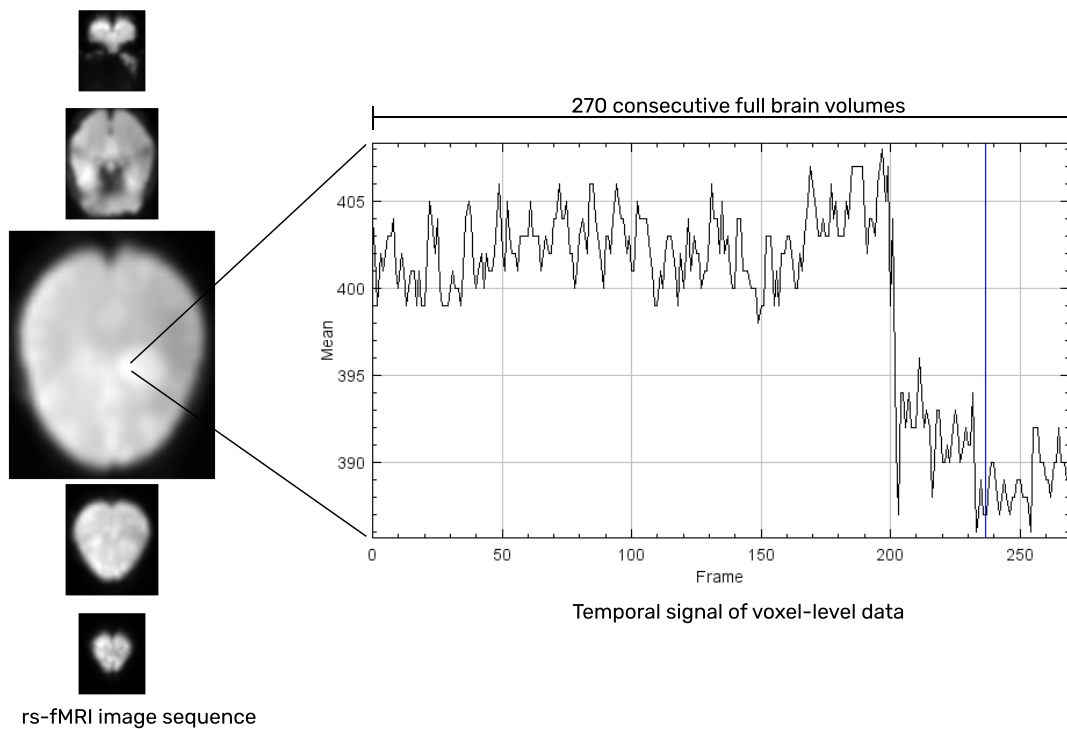 270 consecutive full brain volumes
405
400
395
390
Mean
0 50 100 150 200 250
Frame
Temporal signal of voxel-level data
rs-fMRI image sequence